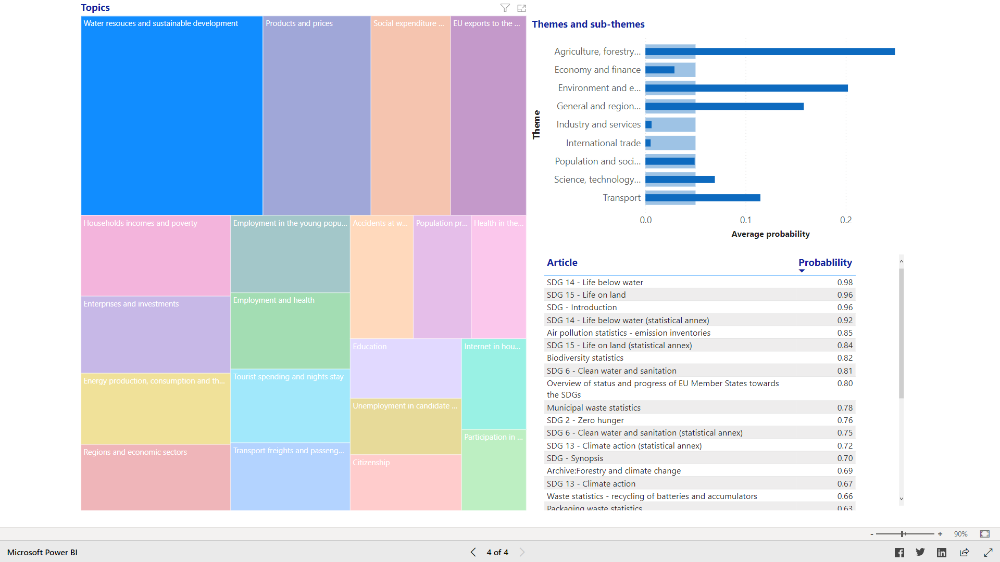 Topics
Water resouces and sustainable development
Products and prices
Social expenditure ...
EU exports to the ...
Households incomes and poverty
Employment in the young popu...
Accidents at w...
Population pr...
Health in the...
Enterprises and investments
Employment and health
Education
Internet in hou...
Energy production, consumption and th...
Tourist spending and nights stay
Unemployment in candidate ...
Participation in ...
Regions and economic sectors
Transport freights and passeng...
Citizenship
Themes and sub-themes
Theme
Agriculture, forestry...
Economy and finance
Environment and e...
General and region...
Industry and services
International trade
Population and soci...
Science, technology...
Transport
0.0 0.1 0.2
Average probability
Article Probablility
SDG 14 - Life below water 0.98
SDG 15 - Life on land 0.96
SDG - Introduction 0.96
SDG 14 - Life below water (statistical annex) 0.92
Air pollution statistics - emission inventories 0.85
SDG 15 - Life on land (statistical annex) 0.84
Biodiversity statistics 0.82
SDG 6 - Clean water and sanitation 0.81
Overview of status and progress of EU Member States towards 0.80
the SDGs
Municipal waste statistics 0.78
SDG 2 - Zero hunger 0.76
SDG 6 - Clean water and sanitation (statistical annex) 0.75
SDG 13 - Climate action (statistical annex) 0.72
SDG - Synopsis 0.70
Archive:Forestry and climate change 0.69
SDG 13 - Climate action 0.67
Waste statistics - recycling of batteries and accumulators 0.66
Packaging waste statistics 0.63
- + 90%
Microsoft Power BI
4 of 4